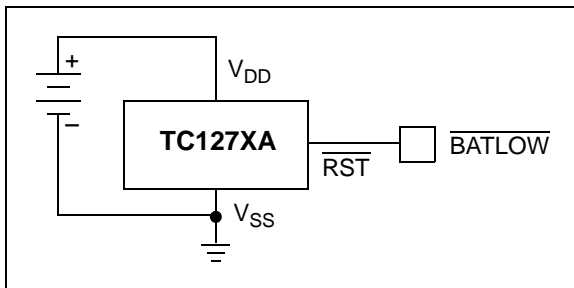 +
V_DD
TC127XA
RST
BATLOW
–
V_SS